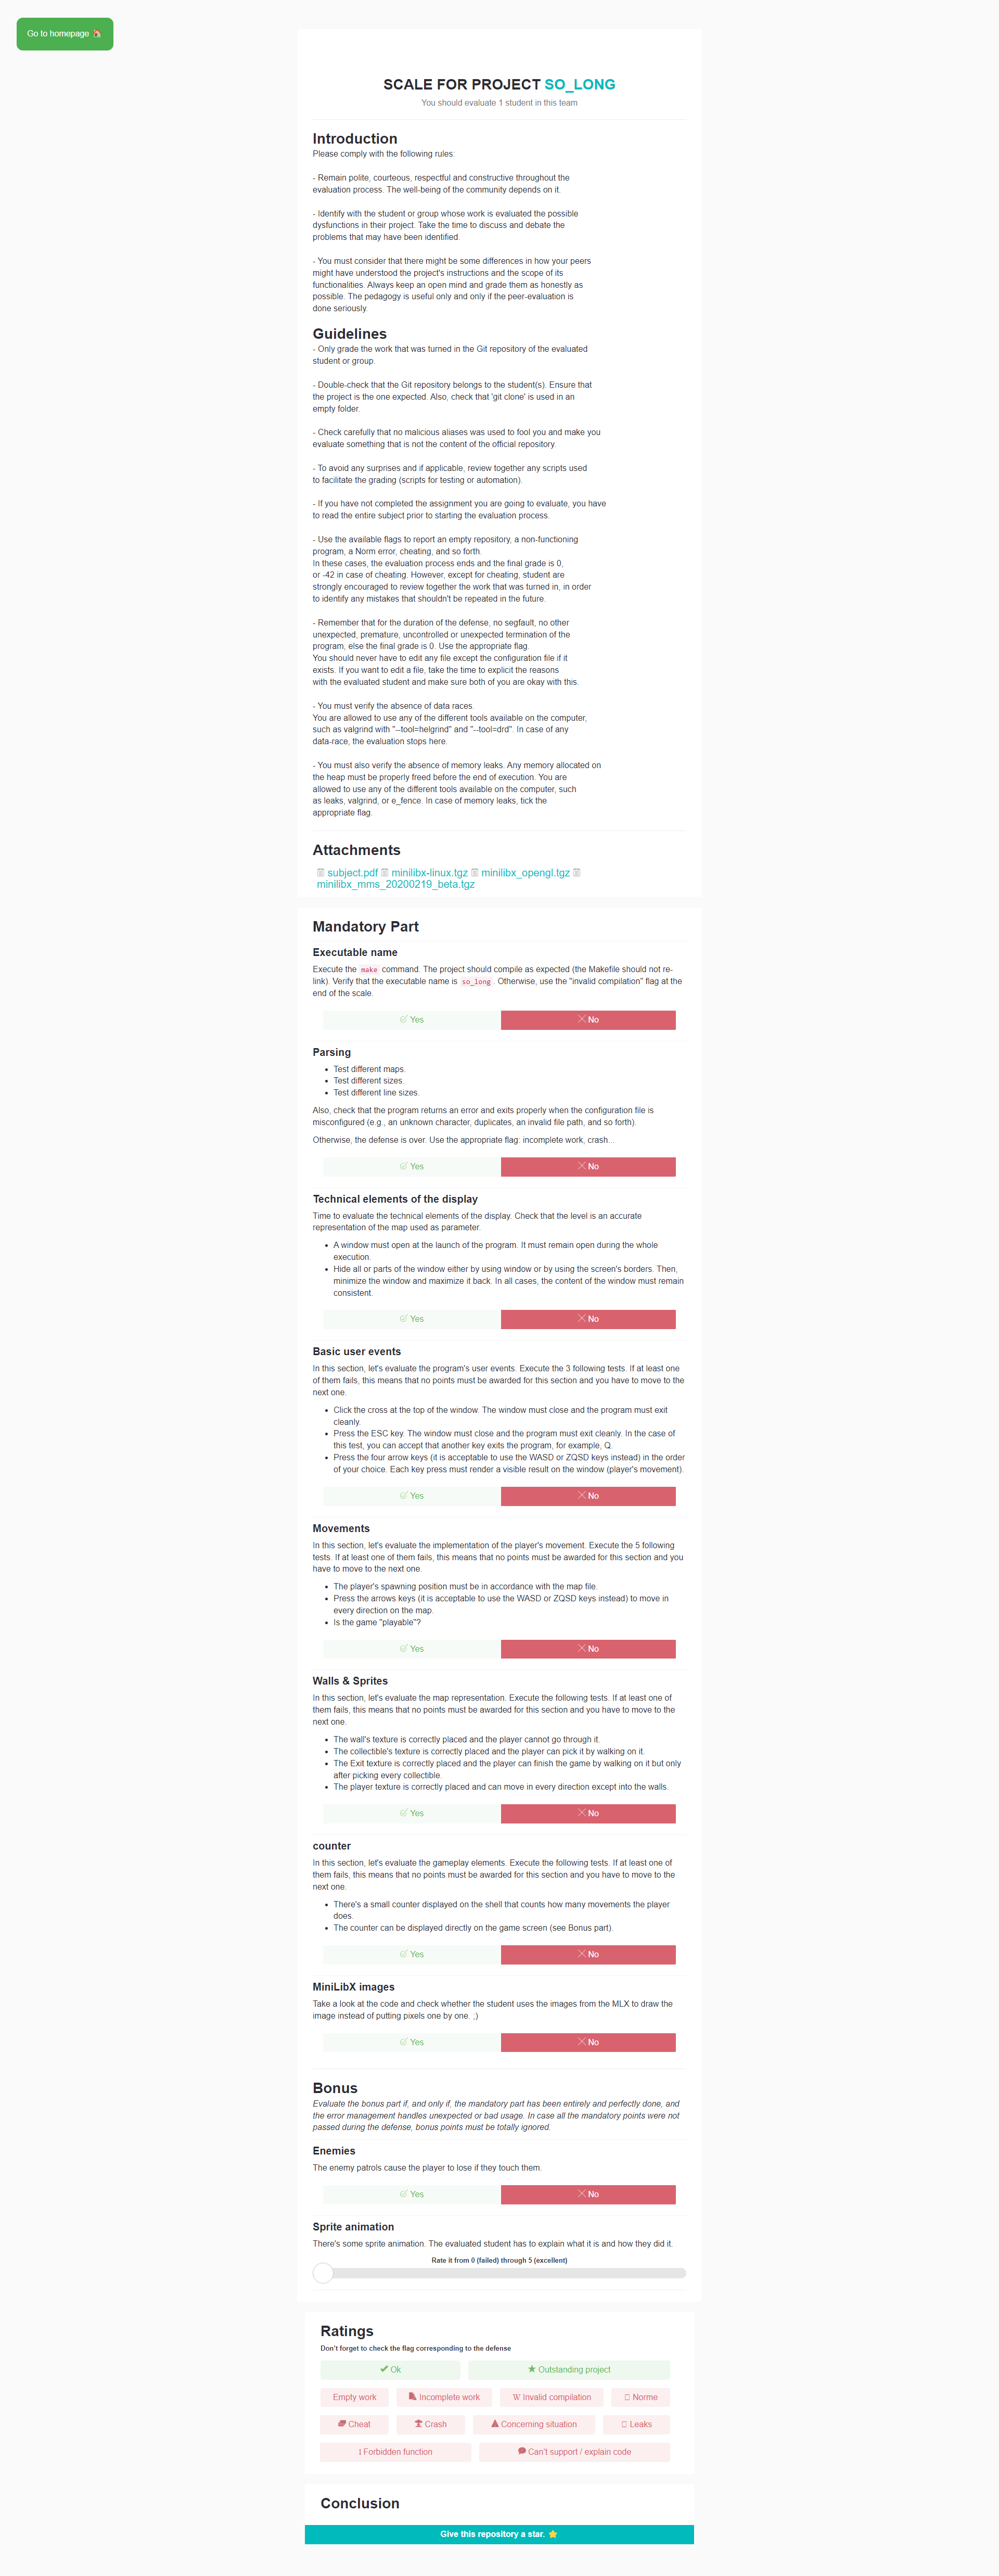 Go to homepage
SCALE FOR PROJECT SO_LONG
You should evaluate 1 student in this team
Introduction
Please comply with the following rules:
- Remain polite, courteous, respectful and constructive throughout the
evaluation process. The well-being of the community depends on it.
- Identify with the student or group whose work is evaluated the possible
dysfunctions in their project. Take the time to discuss and debate the
problems that may have been identified.
- You must consider that there might be some differences in how your peers
might have understood the project's instructions and the scope of its
functionalities. Always keep an open mind and grade them as honestly as
possible. The pedagogy is useful only and only if the peer-evaluation is
done seriously.
Guidelines
- Only grade the work that was turned in the Git repository of the evaluated
student or group.
- Double-check that the Git repository belongs to the student(s). Ensure that
the project is the one expected. Also, check that 'git clone' is used in an
empty folder.
- Check carefully that no malicious aliases was used to fool you and make you
evaluate something that is not the content of the official repository.
- To avoid any surprises and if applicable, review together any scripts used
to facilitate the grading (scripts for testing or automation).
- If you have not completed the assignment you are going to evaluate, you have
to read the entire subject prior to starting the evaluation process.
- Use the available flags to report an empty repository, a non-functioning
program, a Norm error, cheating, and so forth.
In these cases, the evaluation process ends and the final grade is 0,
or -42 in case of cheating. However, except for cheating, student are
strongly encouraged to review together the work that was turned in, in order
to identify any mistakes that shouldn't be repeated in the future.
- Remember that for the duration of the defense, no segfault, no other
unexpected, premature, uncontrolled or unexpected termination of the
program, else the final grade is 0. Use the appropriate flag.
You should never have to edit any file except the configuration file if it
exists. If you want to edit a file, take the time to explicit the reasons
with the evaluated student and make sure both of you are okay with this.
- You must verify the absence of data races.
You are allowed to use any of the different tools available on the computer,
such as valgrind with "--tool=helgrind" and "--tool=drd". In case of any
data-race, the evaluation stops here.
- You must also verify the absence of memory leaks. Any memory allocated on
the heap must be properly freed before the end of execution. You are
allowed to use any of the different tools available on the computer, such
as leaks, valgrind, or e_fence. In case of memory leaks, tick the
appropriate flag.
Attachments
subject.pdf minilibx-linux.tgz minilibx_opengl.tgz
minilibx_mms_20200219_beta.tgz
Mandatory Part
Executable name
Execute the make command. The project should compile as expected (the Makefile should not re-
link). Verify that the executable name is so_long. Otherwise, use the "invalid compilation" flag at the
end of the scale.
Yes No
Parsing
• Test different maps.
• Test different sizes.
• Test different line sizes.
Also, check that the program returns an error and exits properly when the configuration file is
misconfigured (e.g., an unknown character, duplicates, an invalid file path, and so forth).
Otherwise, the defense is over. Use the appropriate flag: incomplete work, crash...
Yes No
Technical elements of the display
Time to evaluate the technical elements of the display. Check that the level is an accurate
representation of the map used as parameter.
• A window must open at the launch of the program. It must remain open during the whole
execution.
• Hide all or parts of the window either by using window or by using the screen's borders. Then,
minimize the window and maximize it back. In all cases, the content of the window must remain
consistent.
Yes No
Basic user events
In this section, let's evaluate the program's user events. Execute the 3 following tests. If at least one
of them fails, this means that no points must be awarded for this section and you have to move to the
next one.
• Click the cross at the top of the window. The window must close and the program must exit
cleanly.
• Press the ESC key. The window must close and the program must exit cleanly. In the case of
this test, you can accept that another key exits the program, for example, Q.
• Press the four arrow keys (it is acceptable to use the WASD or ZQSD keys instead) in the order
of your choice. Each key press must render a visible result on the window (player's movement).
Yes No
Movements
In this section, let's evaluate the implementation of the player's movement. Execute the 5 following
tests. If at least one of them fails, this means that no points must be awarded for this section and you
have to move to the next one.
• The player's spawning position must be in accordance with the map file.
• Press the arrows keys (it is acceptable to use the WASD or ZQSD keys instead) to move in
every direction on the map.
• Is the game "playable"?
Yes No
Walls & Sprites
In this section, let's evaluate the map representation. Execute the following tests. If at least one of
them fails, this means that no points must be awarded for this section and you have to move to the
next one.
• The wall's texture is correctly placed and the player cannot go through it.
• The collectible's texture is correctly placed and the player can pick it by walking on it.
• The Exit texture is correctly placed and the player can finish the game by walking on it but only
after picking every collectible.
• The player texture is correctly placed and can move in every direction except into the walls.
Yes No
counter
In this section, let's evaluate the gameplay elements. Execute the following tests. If at least one of
them fails, this means that no points must be awarded for this section and you have to move to the
next one.
• There's a small counter displayed on the shell that counts how many movements the player
does.
• The counter can be displayed directly on the game screen (see Bonus part).
Yes No
MiniLibX images
Take a look at the code and check whether the student uses the images from the MLX to draw the
image instead of putting pixels one by one. ;)
Yes No
Bonus
Evaluate the bonus part if, and only if, the mandatory part has been entirely and perfectly done, and
the error management handles unexpected or bad usage. In case all the mandatory points were not
passed during the defense, bonus points must be totally ignored.
Enemies
The enemy patrols cause the player to lose if they touch them.
Yes No
Sprite animation
There's some sprite animation. The evaluated student has to explain what it is and how they did it.
Rate it from 0 (failed) through 5 (excellent)
Ratings
Don't forget to check the flag corresponding to the defense
Ok Outstanding project
Empty work Incomplete work Invalid compilation Norme
Cheat Crash Concerning situation Leaks
Forbidden function Can't support / explain code
Conclusion
Give this repository a star.